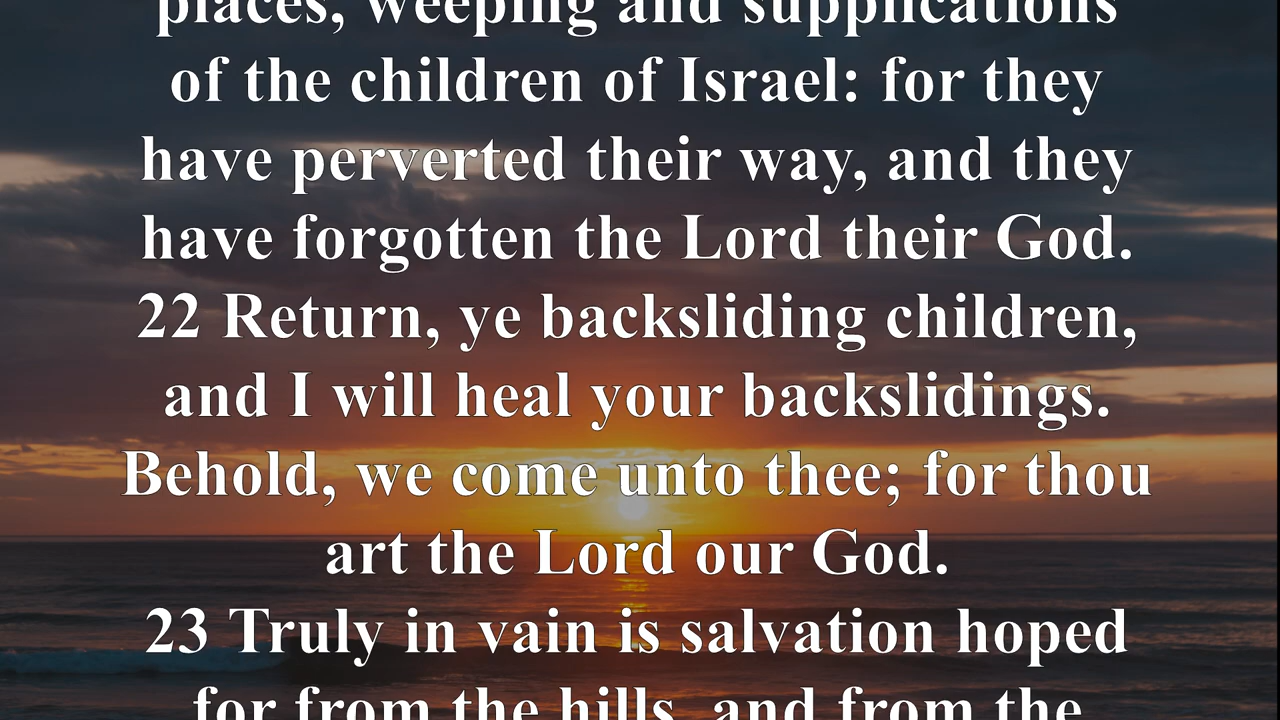 places, weeping and supplications
of the children of Israel: for they
have perverted their way, and they
have forgotten the Lord their God.
22 Return, ye backsliding children,
and I will heal your backslidings.
Behold, we come unto thee; for thou
art the Lord our God.
23 Truly in vain is salvation hoped
for from the hills, and from the